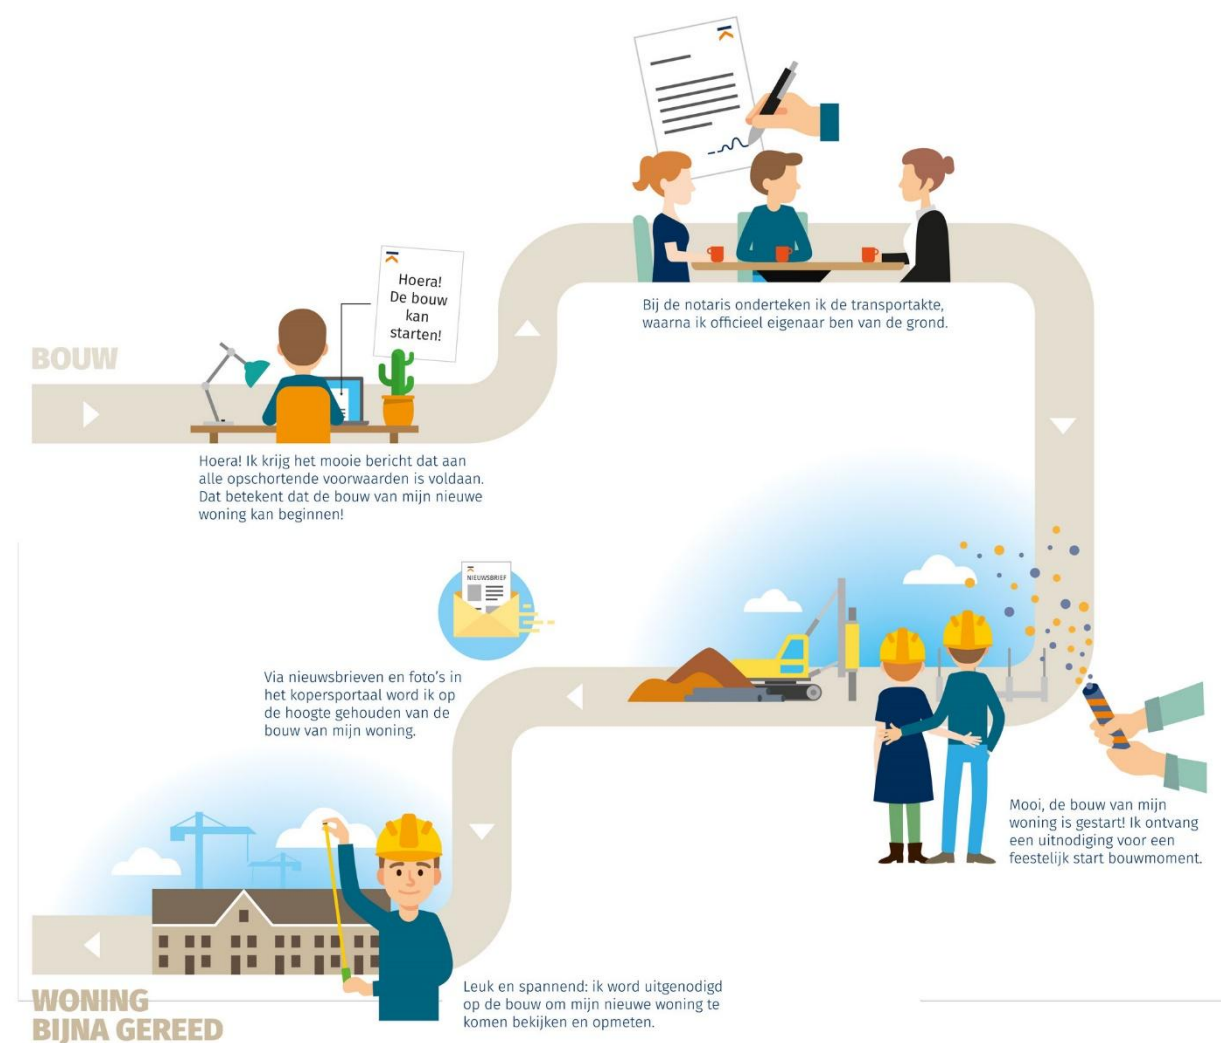 BOUW
Hoera!
De bouw
kan
starten!
Hoera! Ik krijg het mooie bericht dat aan
alle opschortende voorwaarden is voldaan.
Dat betekent dat de bouw van mijn nieuwe
woning kan beginnen!
Bij de notaris onderteken ik de transportakte,
waarna ik officieel eigenaar ben van de grond.
Mooi, de bouw van mijn
woning is gestart! Ik ontvang
een uitnodiging voor een
feestelijk start bouwmoment.
NIEUWSBRIEF
Via nieuwsbrieven en foto's in
het kopersportaal word ik op
de hoogte gehouden van de
bouw van mijn woning.
Leuk en spannend: ik word uitgenodigd
op de bouw om mijn nieuwe woning te
komen bekijken en opmeten.
WONING
BIJNA GEREED